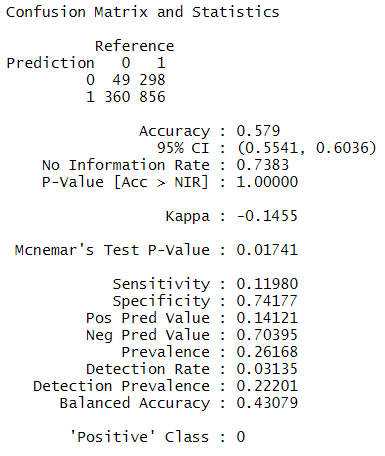 Confusion Matrix and Statistics
Reference
Prediction 0 1
0 49 298
1 360 856
Accuracy : 0.579
95% CI : (0.5541, 0.6036)
No Information Rate : 0.7383
P-Value [Acc > NIR] : 1.00000
Kappa : -0.1455
Mcnemar's Test P-Value : 0.01741
Sensitivity : 0.11980
Specificity : 0.74177
Pos Pred Value : 0.14121
Neg Pred Value : 0.70395
Prevalence : 0.26168
Detection Rate : 0.03135
Detection Prevalence : 0.22201
Balanced Accuracy : 0.43079
'Positive' Class : 0